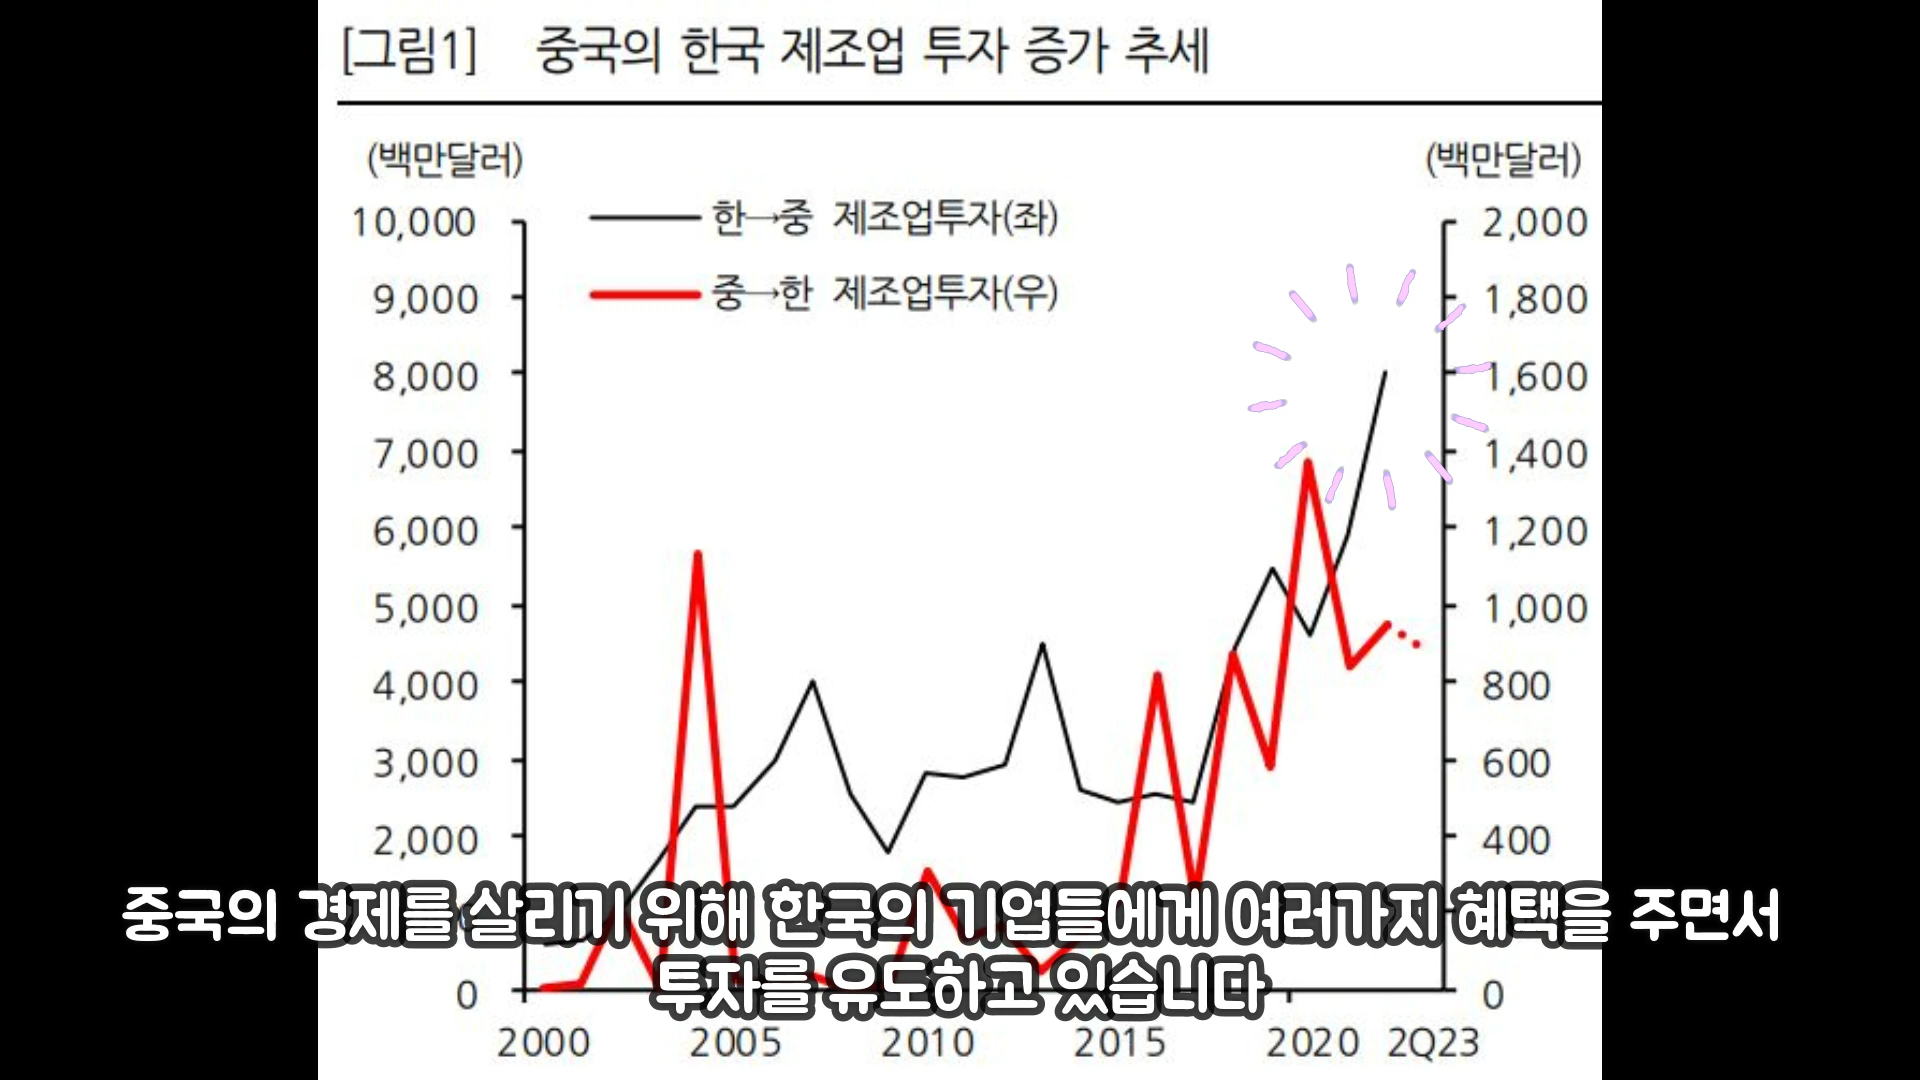 [그림1] 중국의 한국 제조업 투자 증가 추세
(백만달러) (백만달러)
한→중 제조업투자(좌)
중→한 제조업투자(우)
10,000 2,000
9,000 1,800
8,000 1,600
7,000 1,400
6,000 1,200
5,000 1,000
4,000 800
3,000 600
2,000 400
중국의 경제를 살리기 위해 한국의 기업들에게 여러가지 혜택을 주면서
투자를 유도하고 있습니다
0 0
2000 2005 2010 2015 2020 2Q23